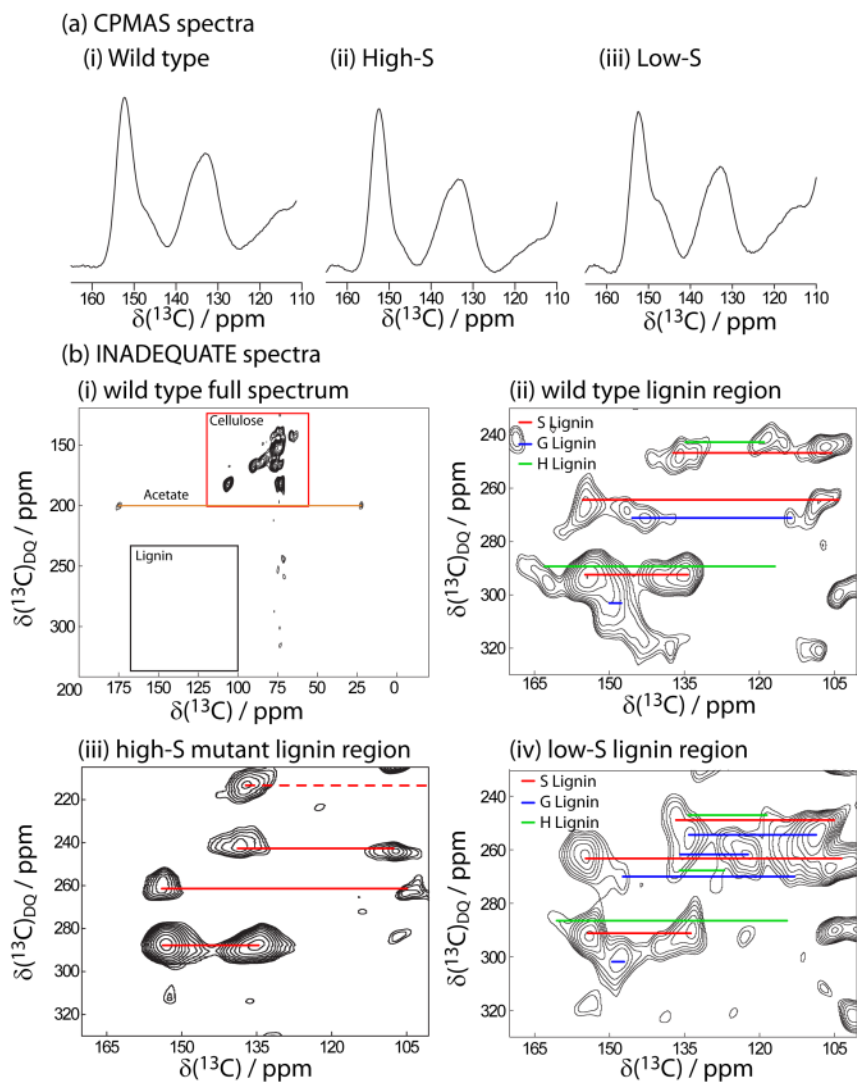 (a) CPMAS spectra
(i) Wild type
(ii) High-S
(iii) Low-S
160 150 140 130 120 110
δ(¹³C) / ppm
160 150 140 130 120 110
δ(¹³C) / ppm
160 150 140 130 120 110
δ(¹³C) / ppm
(b) INADEQUATE spectra
(i) wild type full spectrum
Cellulose
Acetate
Lignin
150
200
250
300
δ(¹³C)DQ / ppm
200 175 150 125 100 75 50 25 0
δ(¹³C) / ppm
(ii) wild type lignin region
S Lignin
G Lignin
H Lignin
240
260
280
300
320
δ(¹³C)DQ / ppm
165 150 135 120 105
δ(¹³C) / ppm
(iii) high-S mutant lignin region
220
240
260
280
300
320
δ(¹³C)DQ / ppm
165 150 135 120 105
δ(¹³C) / ppm
(iv) low-S lignin region
S Lignin
G Lignin
H Lignin
240
260
280
300
320
δ(¹³C)DQ / ppm
165 150 135 120 105
δ(¹³C) / ppm